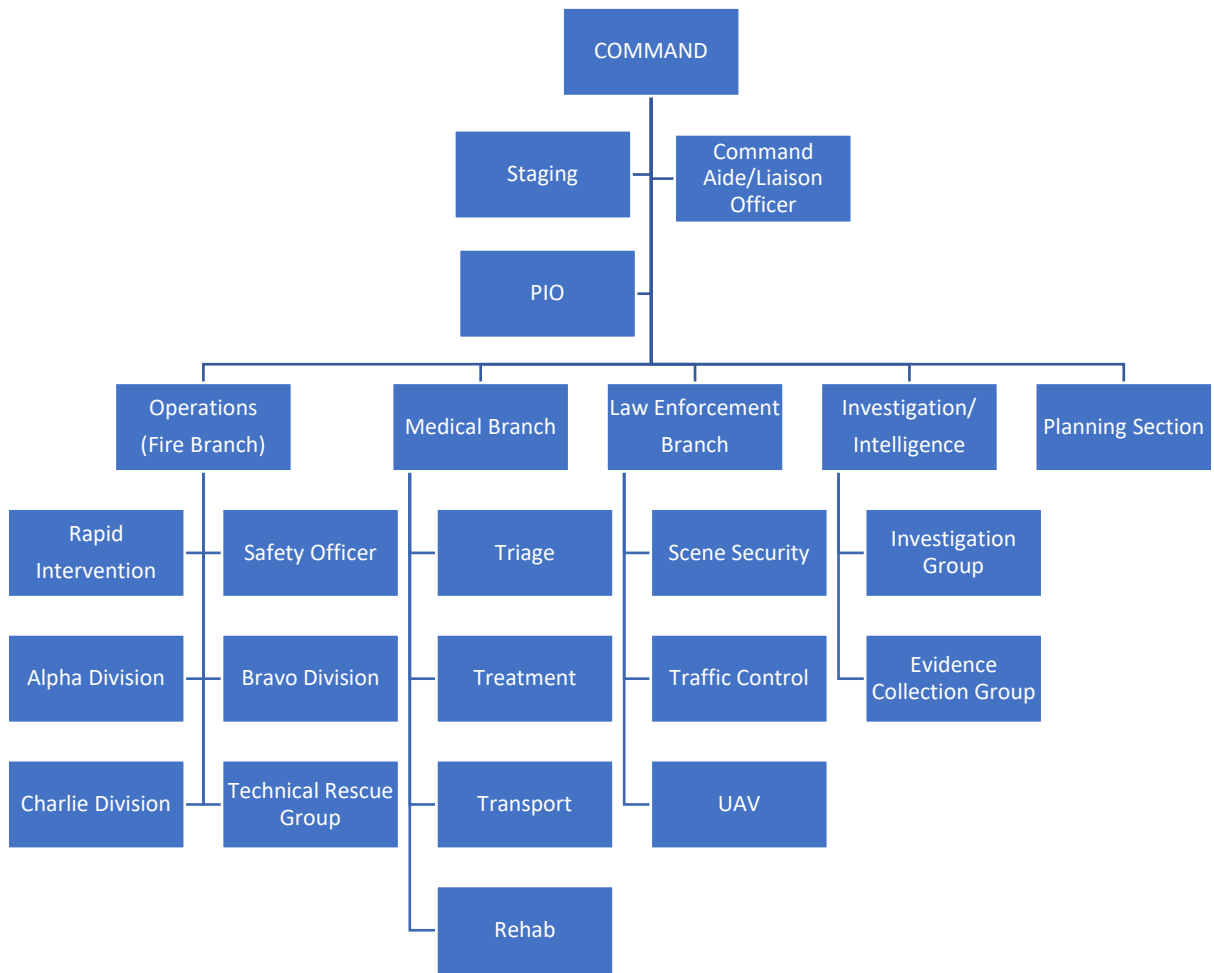 COMMAND
Staging
Command
Aide/Liaison
Officer
PIO
Operations
(Fire Branch)
Medical Branch
Law Enforcement
Branch
Investigation/
Intelligence
Planning Section
Rapid
Intervention
Safety Officer
Triage
Scene Security
Investigation
Group
Alpha Division
Bravo Division
Treatment
Traffic Control
Evidence
Collection Group
Charlie Division
Technical Rescue
Group
Transport
UAV
Rehab